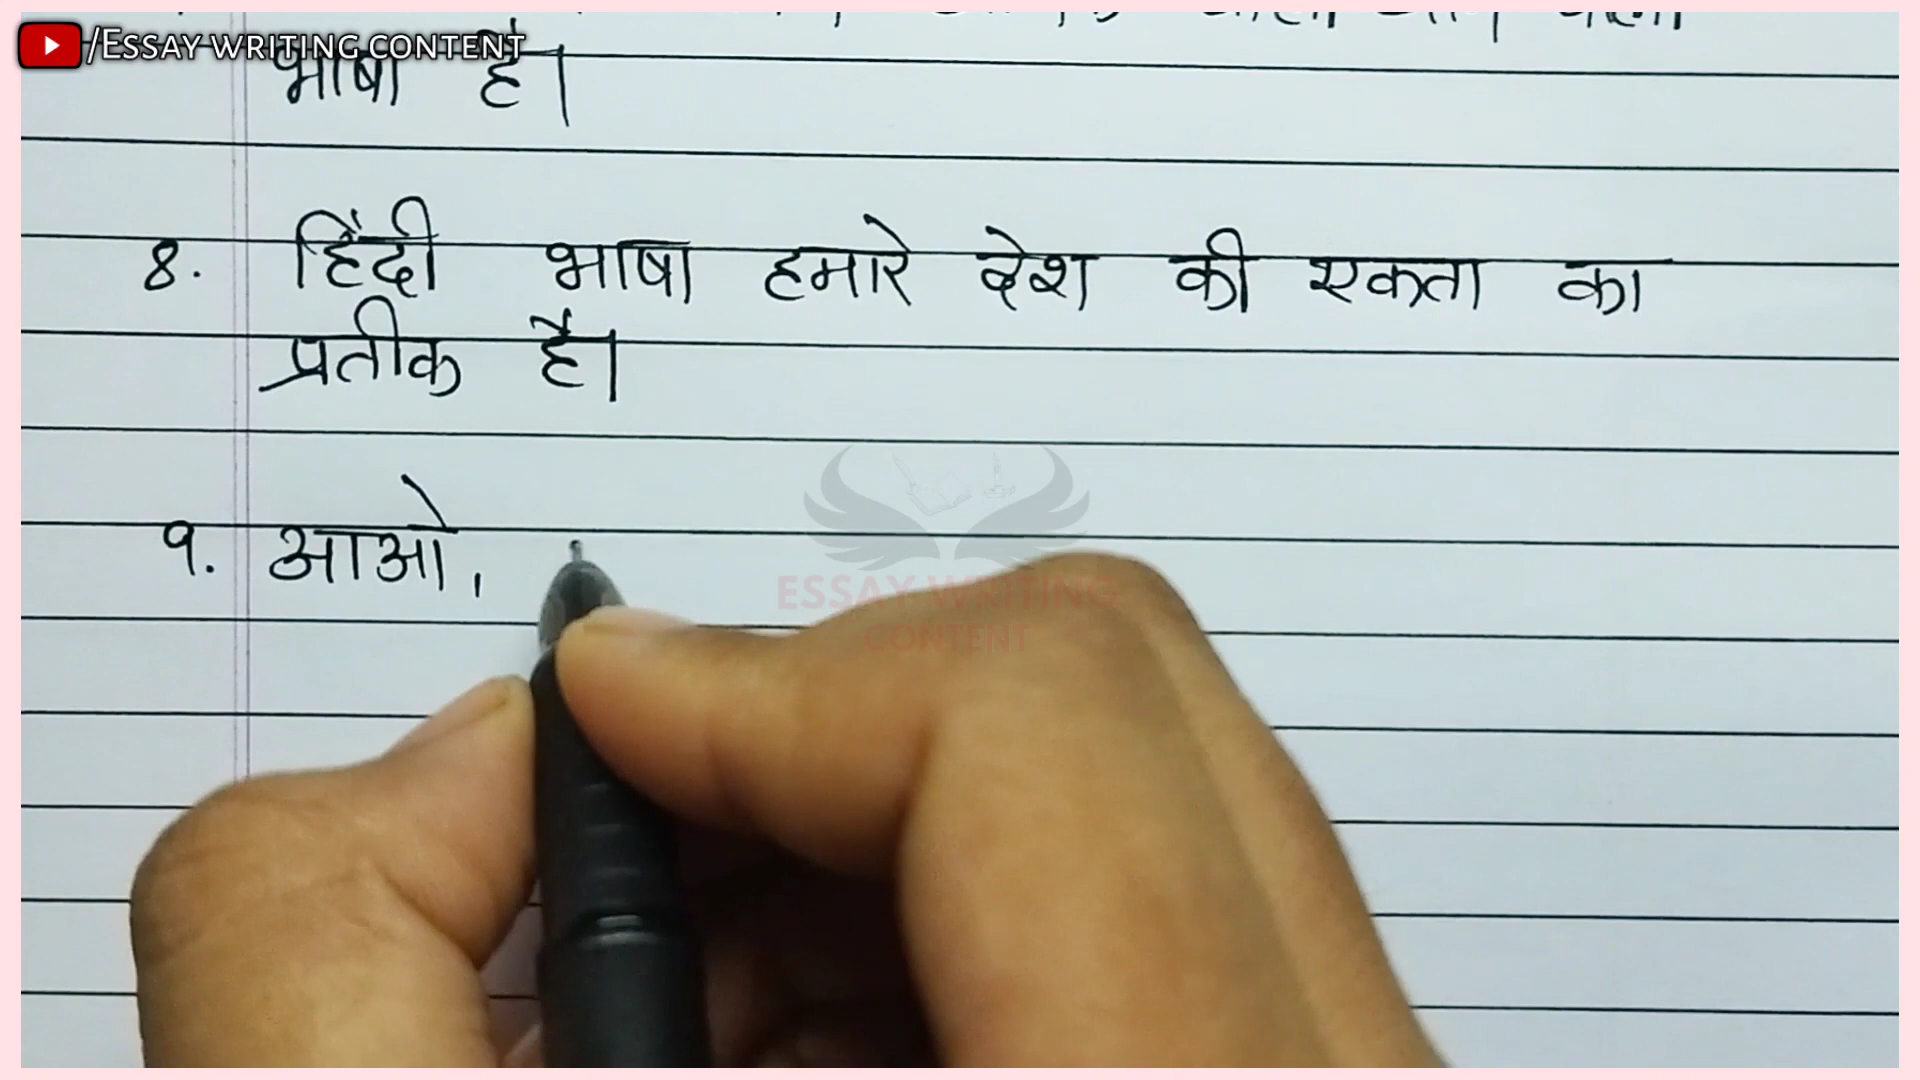 /ESSAY WRITING CONTENT
भाषा है।
8. हिंदी भाषा हमारे देश की एकता का
प्रतीक है।
9. आओ,
ESSAY WRITING
CONTENT